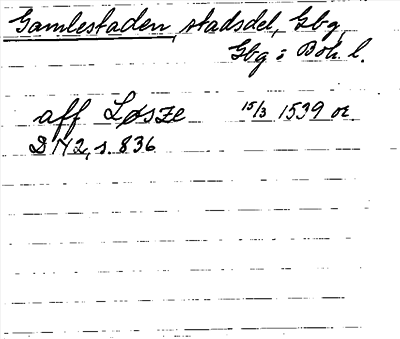 Gamlestaden, stadsdel, Gbg,
Gbg o Boh. l.
aff Løsze 15/3 1539 or
DN 2, s. 836